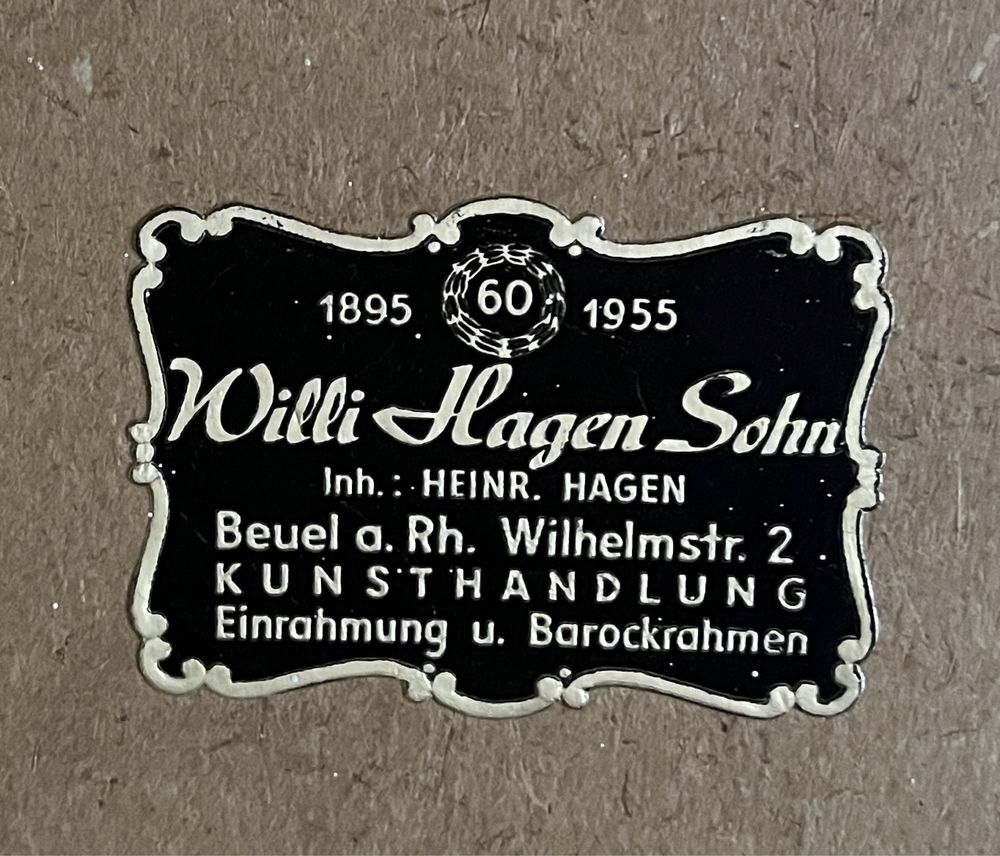 1895 60 1955
Willi Hagen Sohn
Inh.: HEINR. HAGEN
Beuel a. Rh. Wilhelmstr. 2
KUNSTHANDLUNG
Einrahmung u. Barockrahmen